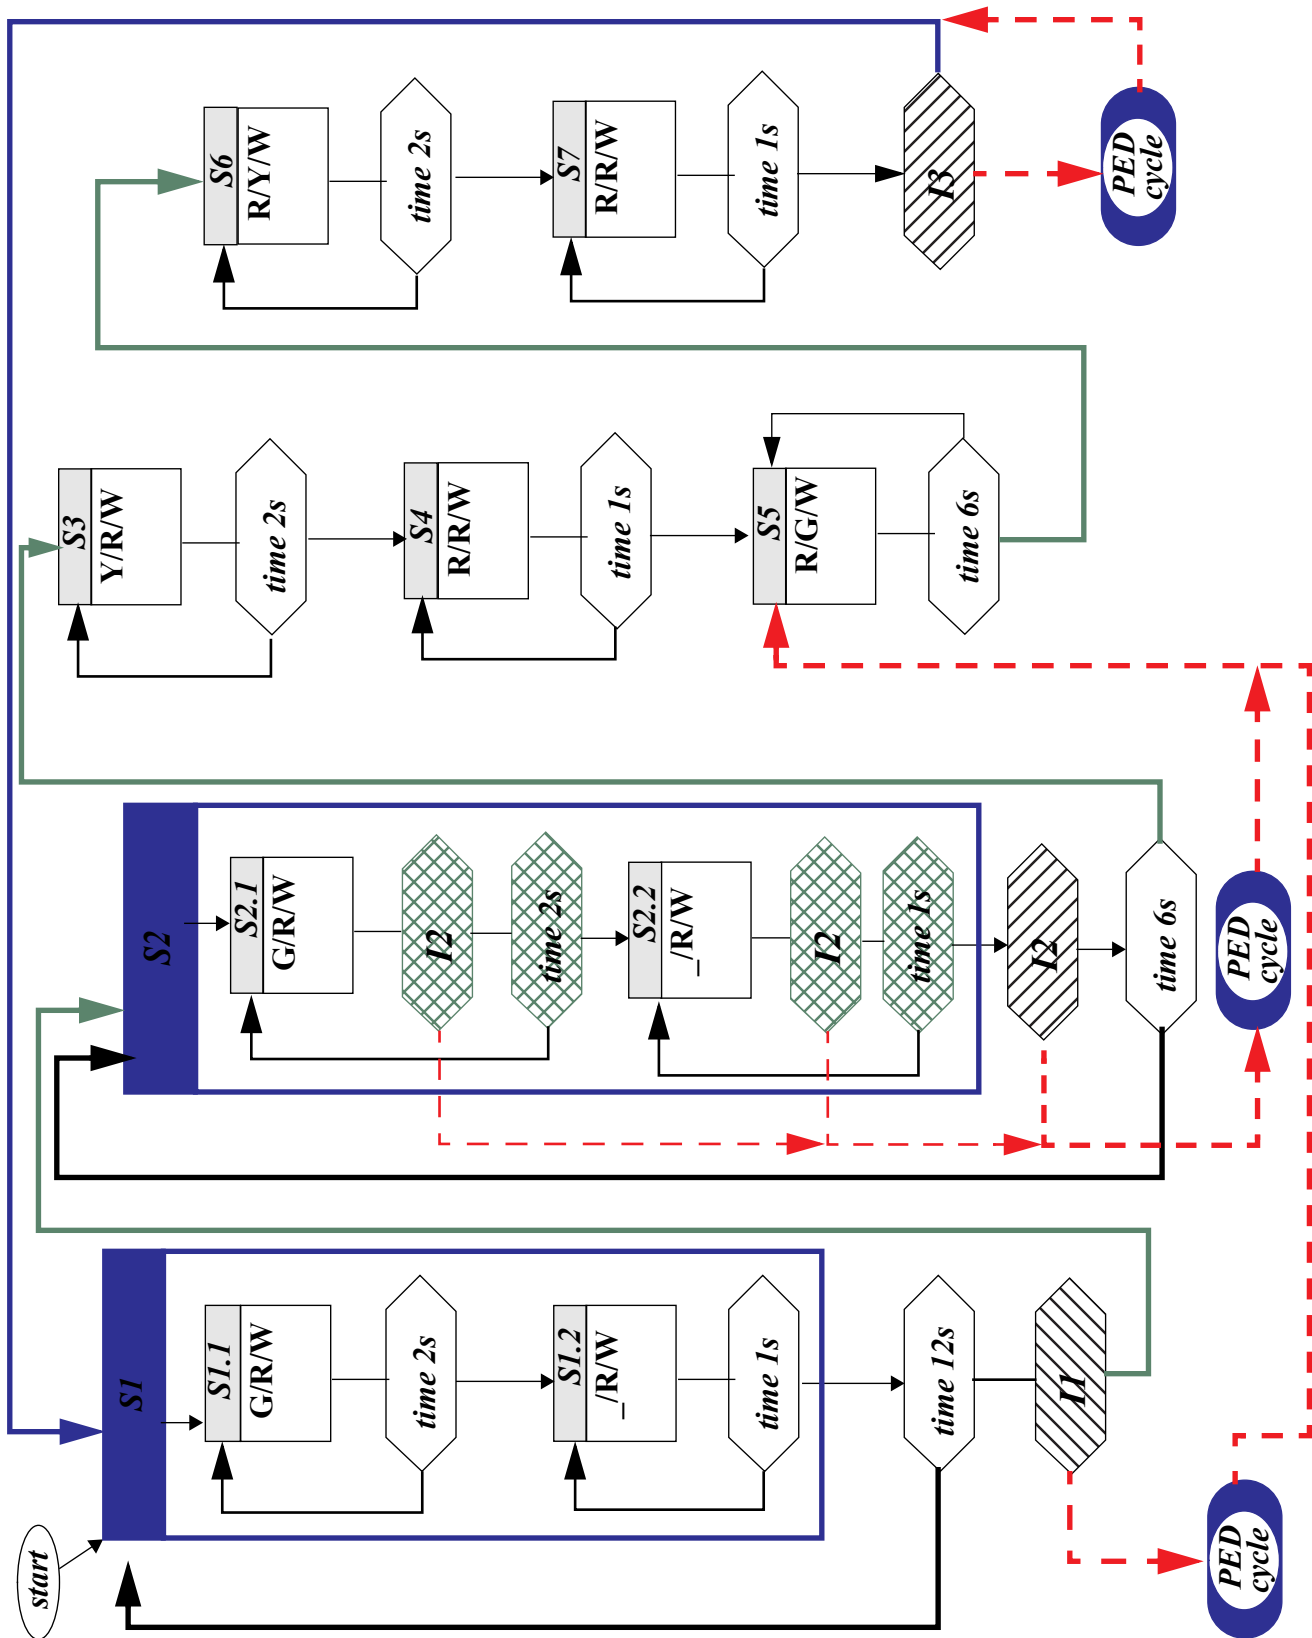 start
S1
S1.1
G/R/W
time 2s
S1.2
_/R/W
time 1s
time 12s
I1
PED
cycle
S2
S2.1
G/R/W
I2
time 2s
S2.2
_/R/W
I2
time 1s
I2
time 6s
PED
cycle
S3
Y/R/W
time 2s
S4
R/R/W
time 1s
S5
R/G/W
time 6s
S6
R/Y/W
time 2s
S7
R/R/W
time 1s
I3
PED
cycle